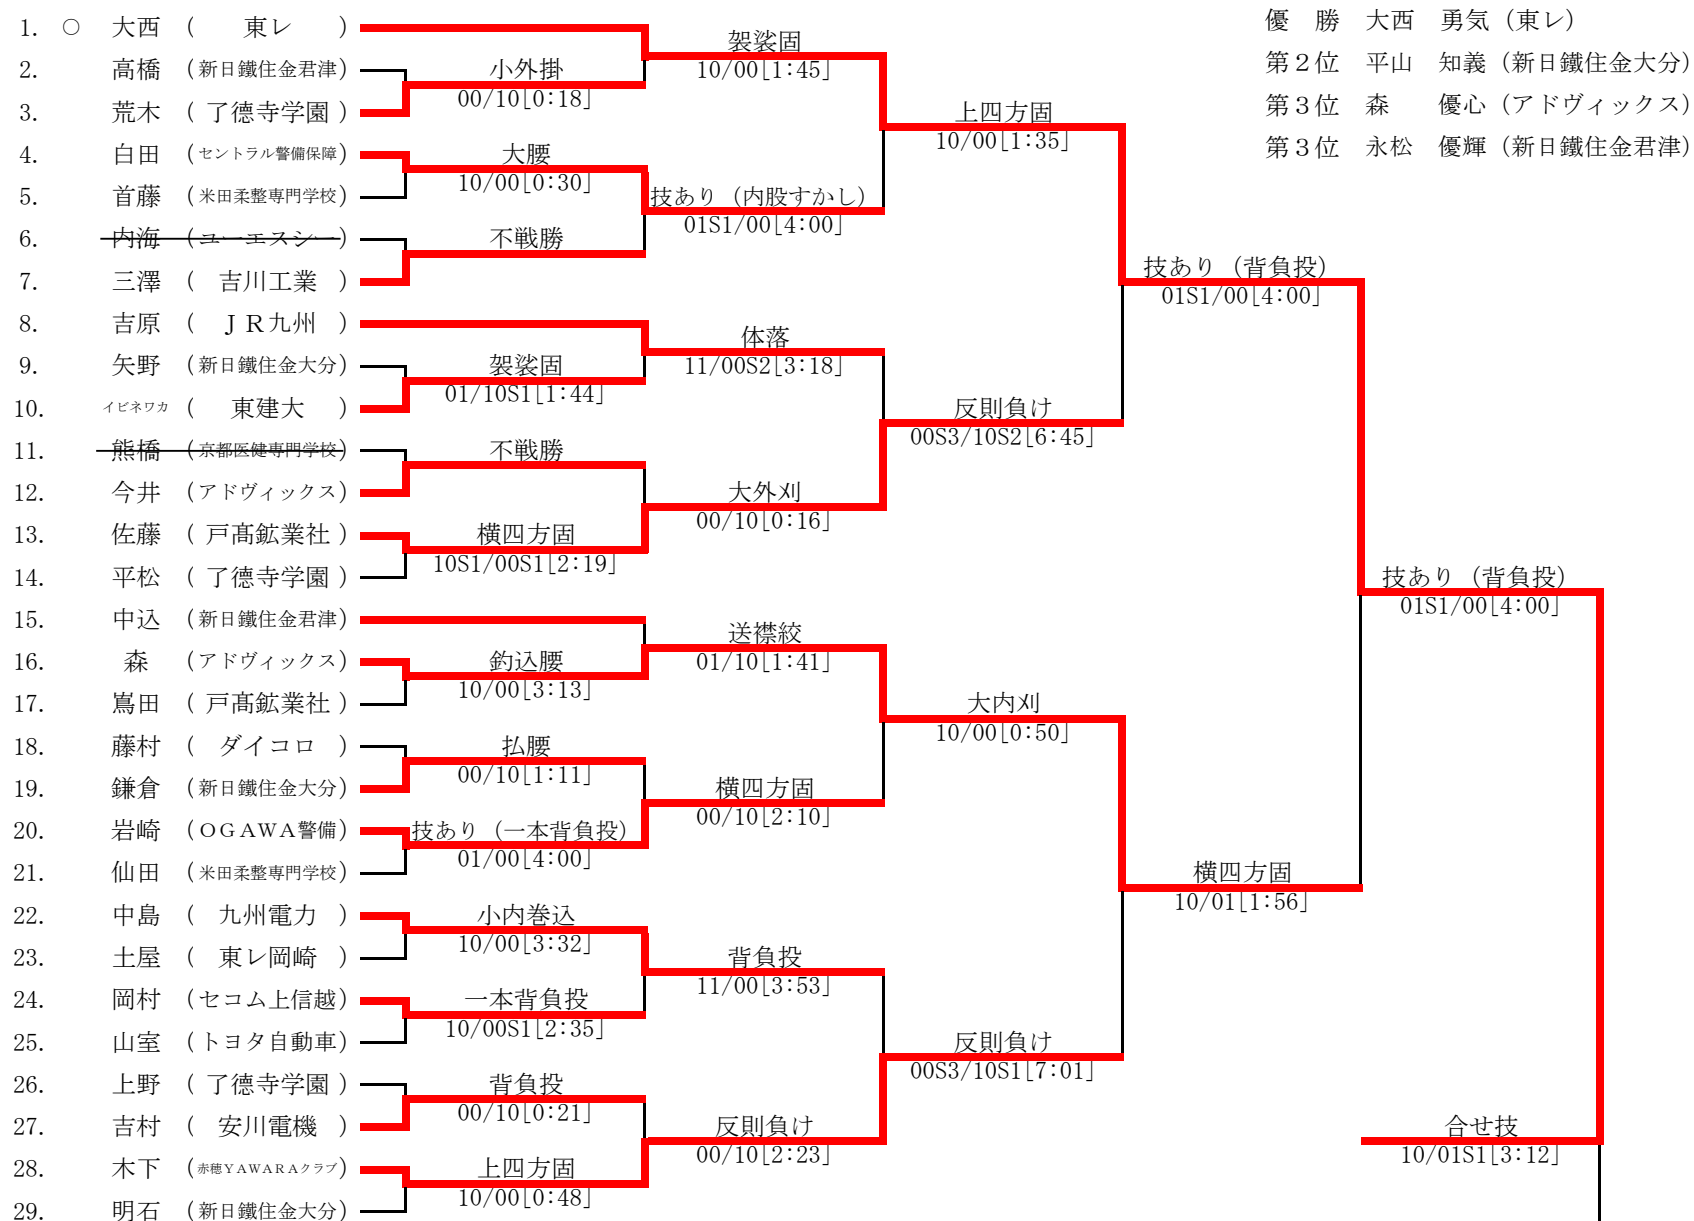 優　勝　大西　勇気（東レ）
第２位　平山　知義（新日鐵住金大分）
第３位　森　　優心（アドヴィックス）
第３位　永松　優輝（新日鐵住金君津）
1. ○ 大西 （ 東レ ）
2. 高橋 （新日鐵住金君津）
3. 荒木 （ 了德寺学園 ）
4. 白田 （セントラル警備保障）
5. 首藤 （米田柔整専門学校）
6. 内海 （ユーエスシー）
7. 三澤 （ 吉川工業 ）
8. 吉原 （ ＪＲ九州 ）
9. 矢野 （新日鐵住金大分）
10. イビネワカ （ 東建大 ）
11. 熊橋 （京都医健専門学校）
12. 今井 （アドヴィックス）
13. 佐藤 （ 戸髙鉱業社 ）
14. 平松 （ 了德寺学園 ）
15. 中込 （新日鐵住金君津）
16. 森 （アドヴィックス）
17. 嶌田 （ 戸髙鉱業社 ）
18. 藤村 （ ダイコロ ）
19. 鎌倉 （新日鐵住金大分）
20. 岩崎 （ＯＧＡＷＡ警備）
21. 仙田 （米田柔整専門学校）
22. 中島 （ 九州電力 ）
23. 土屋 （ 東レ岡崎 ）
24. 岡村 （セコム上信越）
25. 山室 （トヨタ自動車）
26. 上野 （ 了德寺学園 ）
27. 吉村 （ 安川電機 ）
28. 木下 （赤穂ＹＡＷＡＲＡクラブ）
29. 明石 （新日鐵住金大分）
小外掛
00/10[0:18]
大腰
10/00[0:30]
不戦勝
袈裟固
01/10S1[1:44]
不戦勝
横四方固
10S1/00S1[2:19]
釣込腰
10/00[3:13]
払腰
00/10[1:11]
技あり（一本背負投）
01/00[4:00]
小内巻込
10/00[3:32]
一本背負投
10/00S1[2:35]
背負投
00/10[0:21]
上四方固
10/00[0:48]
袈裟固
10/00[1:45]
技あり（内股すかし）
01S1/00[4:00]
体落
11/00S2[3:18]
大外刈
00/10[0:16]
送襟絞
01/10[1:41]
横四方固
00/10[2:10]
背負投
11/00[3:53]
反則負け
00/10[2:23]
上四方固
10/00[1:35]
反則負け
00S3/10S2[6:45]
大内刈
10/00[0:50]
反則負け
00S3/10S1[7:01]
技あり（背負投）
01S1/00[4:00]
横四方固
10/01[1:56]
技あり（背負投）
01S1/00[4:00]
合せ技
10/01S1[3:12]